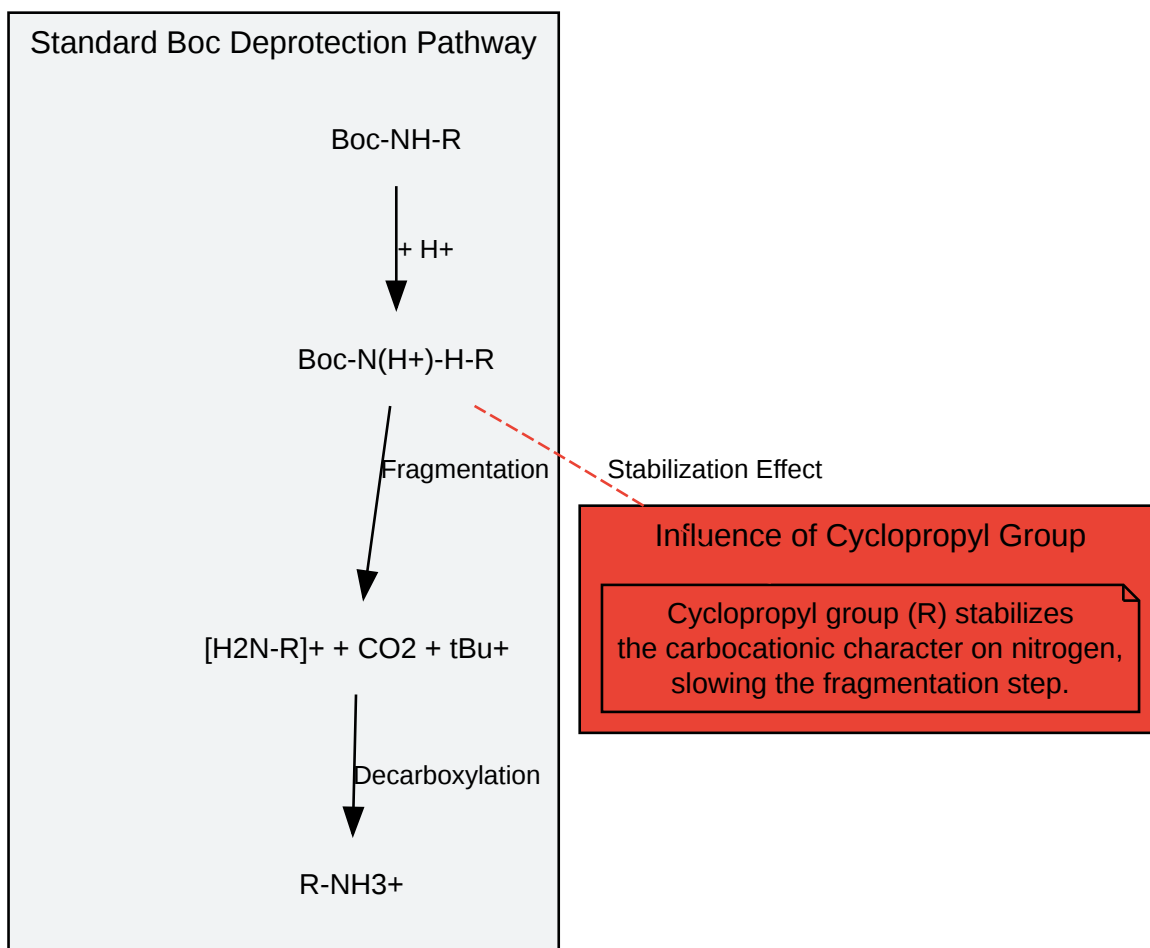 Standard Boc Deprotection Pathway
Boc-NH-R
+ H+
Boc-N(H+)-H-R
Fragmentation
Stabilization Effect
Influence of Cyclopropyl Group
Cyclopropyl group (R) stabilizes
the carbocationic character on nitrogen,
slowing the fragmentation step.
[H2N-R]+ + CO2 + tBu+
Decarboxylation
R-NH3+